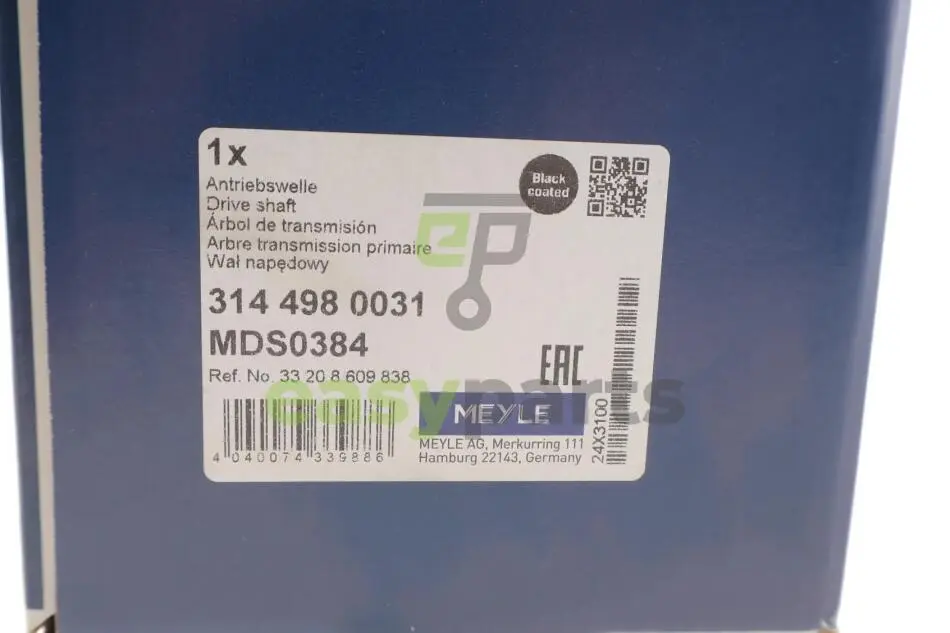 1x
Antriebswelle
Drive shaft
Árbol de transmisión
Arbre transmission primaire
Wał napędowy
Black
coated
ep
314 498 0031
MDS0384
Ref. No. 33 20 8 609 838
EAC
easyparts
MEYLE
MEYLE AG, Merkurring 111
Hamburg 22143, Germany
4 040074 339886
24X3100